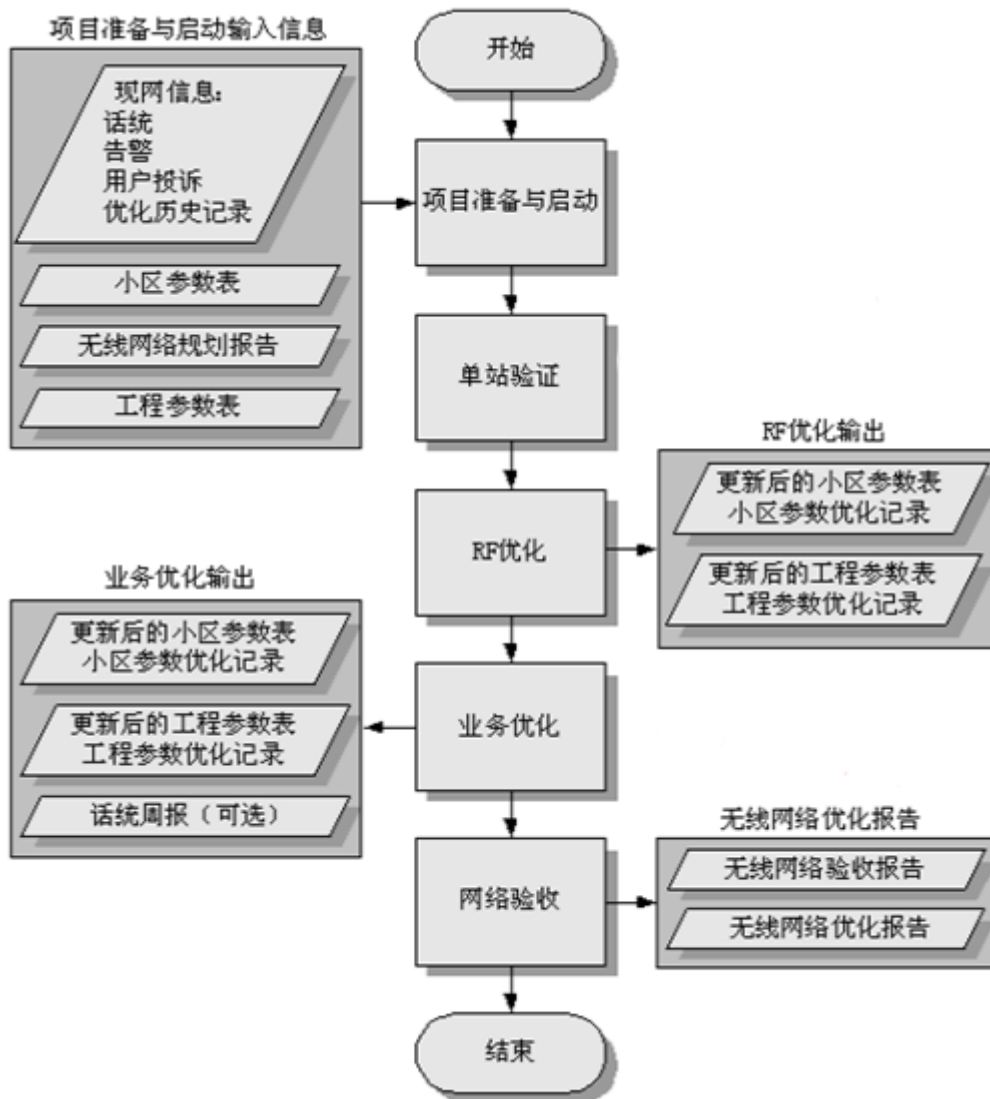 项目准备与启动输入信息
现网信息:
话统
告警
用户投诉
优化历史记录
小区参数表
无线网络规划报告
工程参数表
开始
项目准备与启动
单站验证
RF优化
RF优化输出
更新后的小区参数表
小区参数优化记录
更新后的工程参数表
工程参数优化记录
业务优化
业务优化输出
更新后的小区参数表
小区参数优化记录
更新后的工程参数表
工程参数优化记录
话统周报（可选）
网络验收
无线网络优化报告
无线网络验收报告
无线网络优化报告
结束